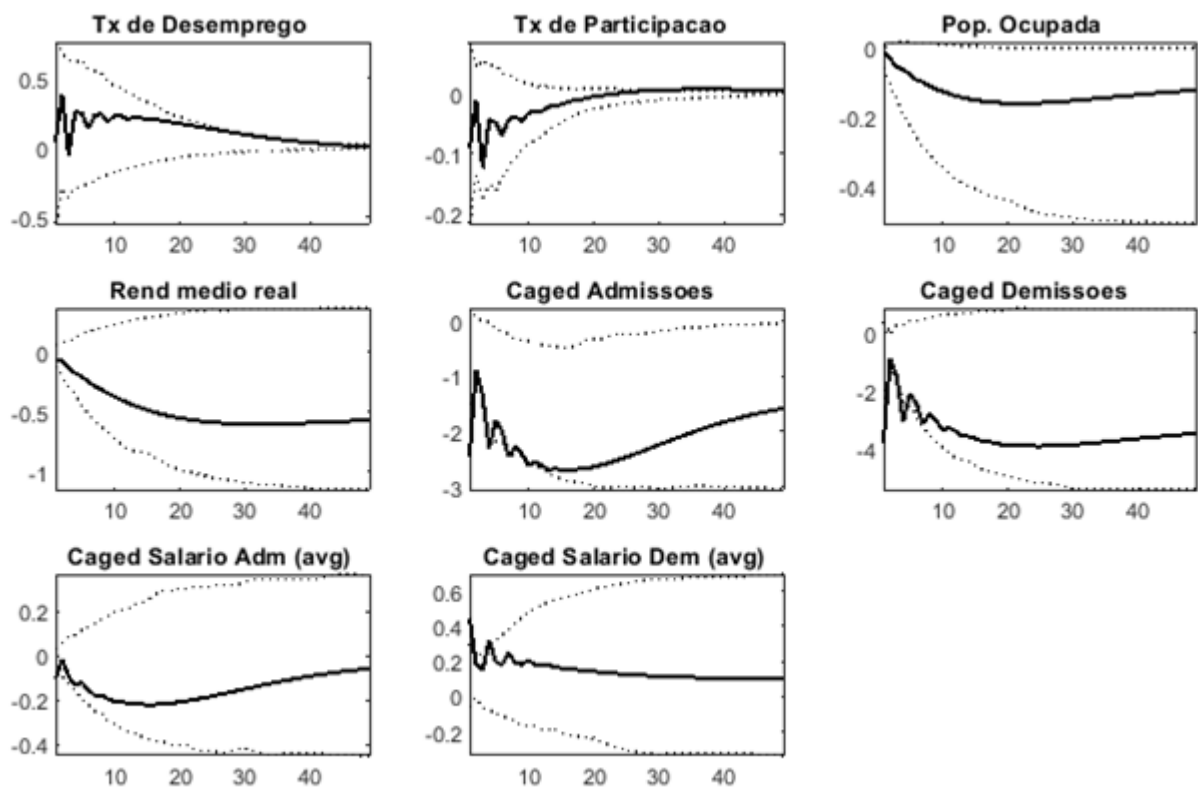 Tx de Desemprego
0.5
0
-0.5
10 20 30 40
Tx de Participacao
0
-0.1
-0.2
10 20 30 40
Pop. Ocupada
0
-0.2
-0.4
10 20 30 40
Rend medio real
0
-0.5
-1
10 20 30 40
Caged Admissoes
0
-1
-2
-3
10 20 30 40
Caged Demissoes
0
-2
-4
10 20 30 40
Caged Salario Adm (avg)
0.2
0
-0.2
-0.4
10 20 30 40
Caged Salario Dem (avg)
0.6
0.4
0.2
0
-0.2
10 20 30 40